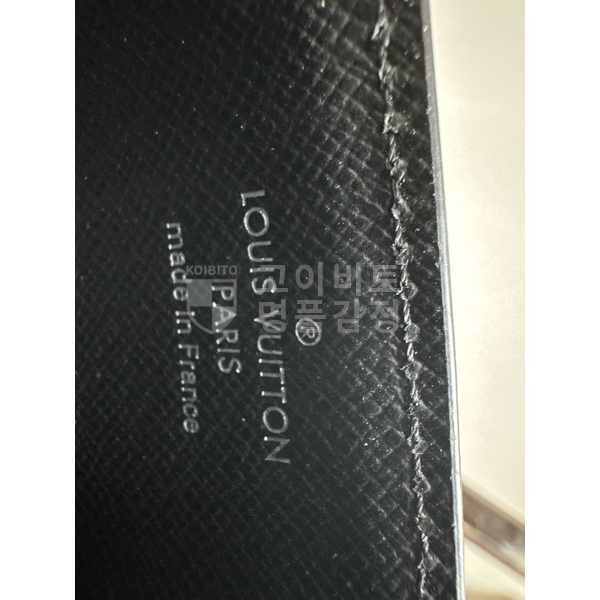 ®
LOUIS VUITTON
PARIS
made in France
KOIBITO
코이비토
명품감정